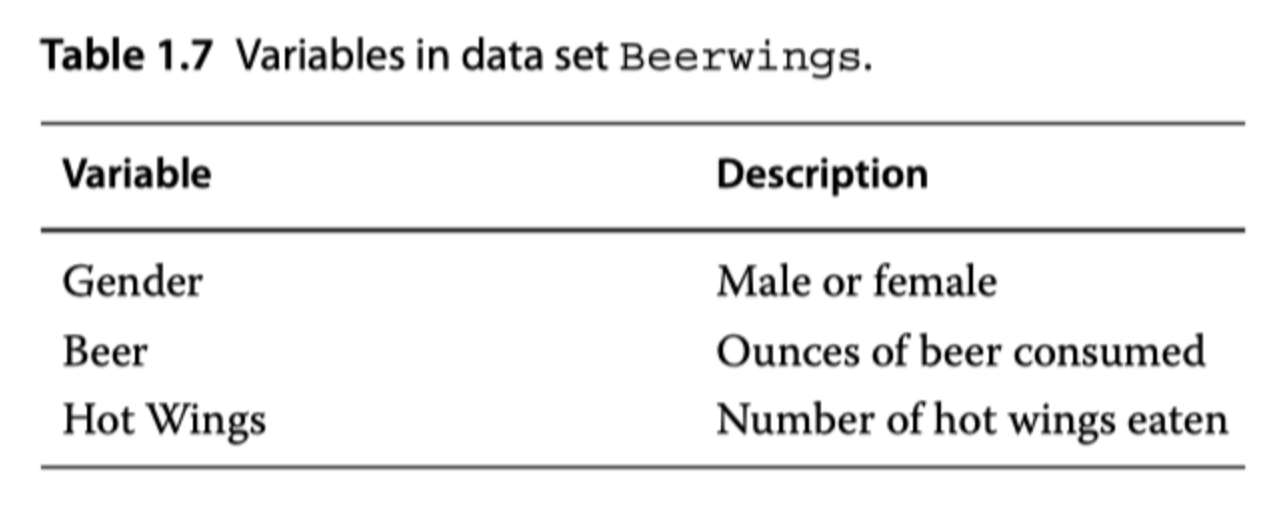 Table 1.7 Variables in data set Beerwings.
Variable Description
Gender Male or female
Beer Ounces of beer consumed
Hot Wings Number of hot wings eaten